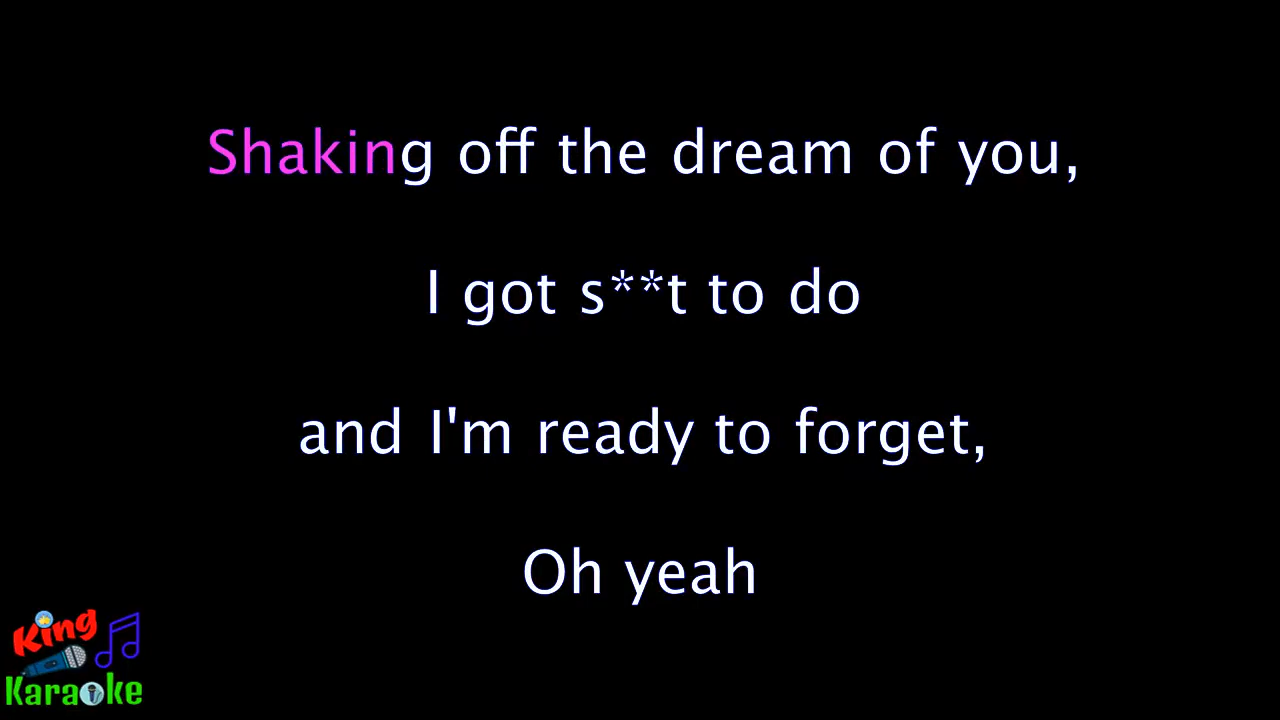 Shaking off the dream of you,
I got s**t to do
and I'm ready to forget,
Oh yeah
King
Karaoke